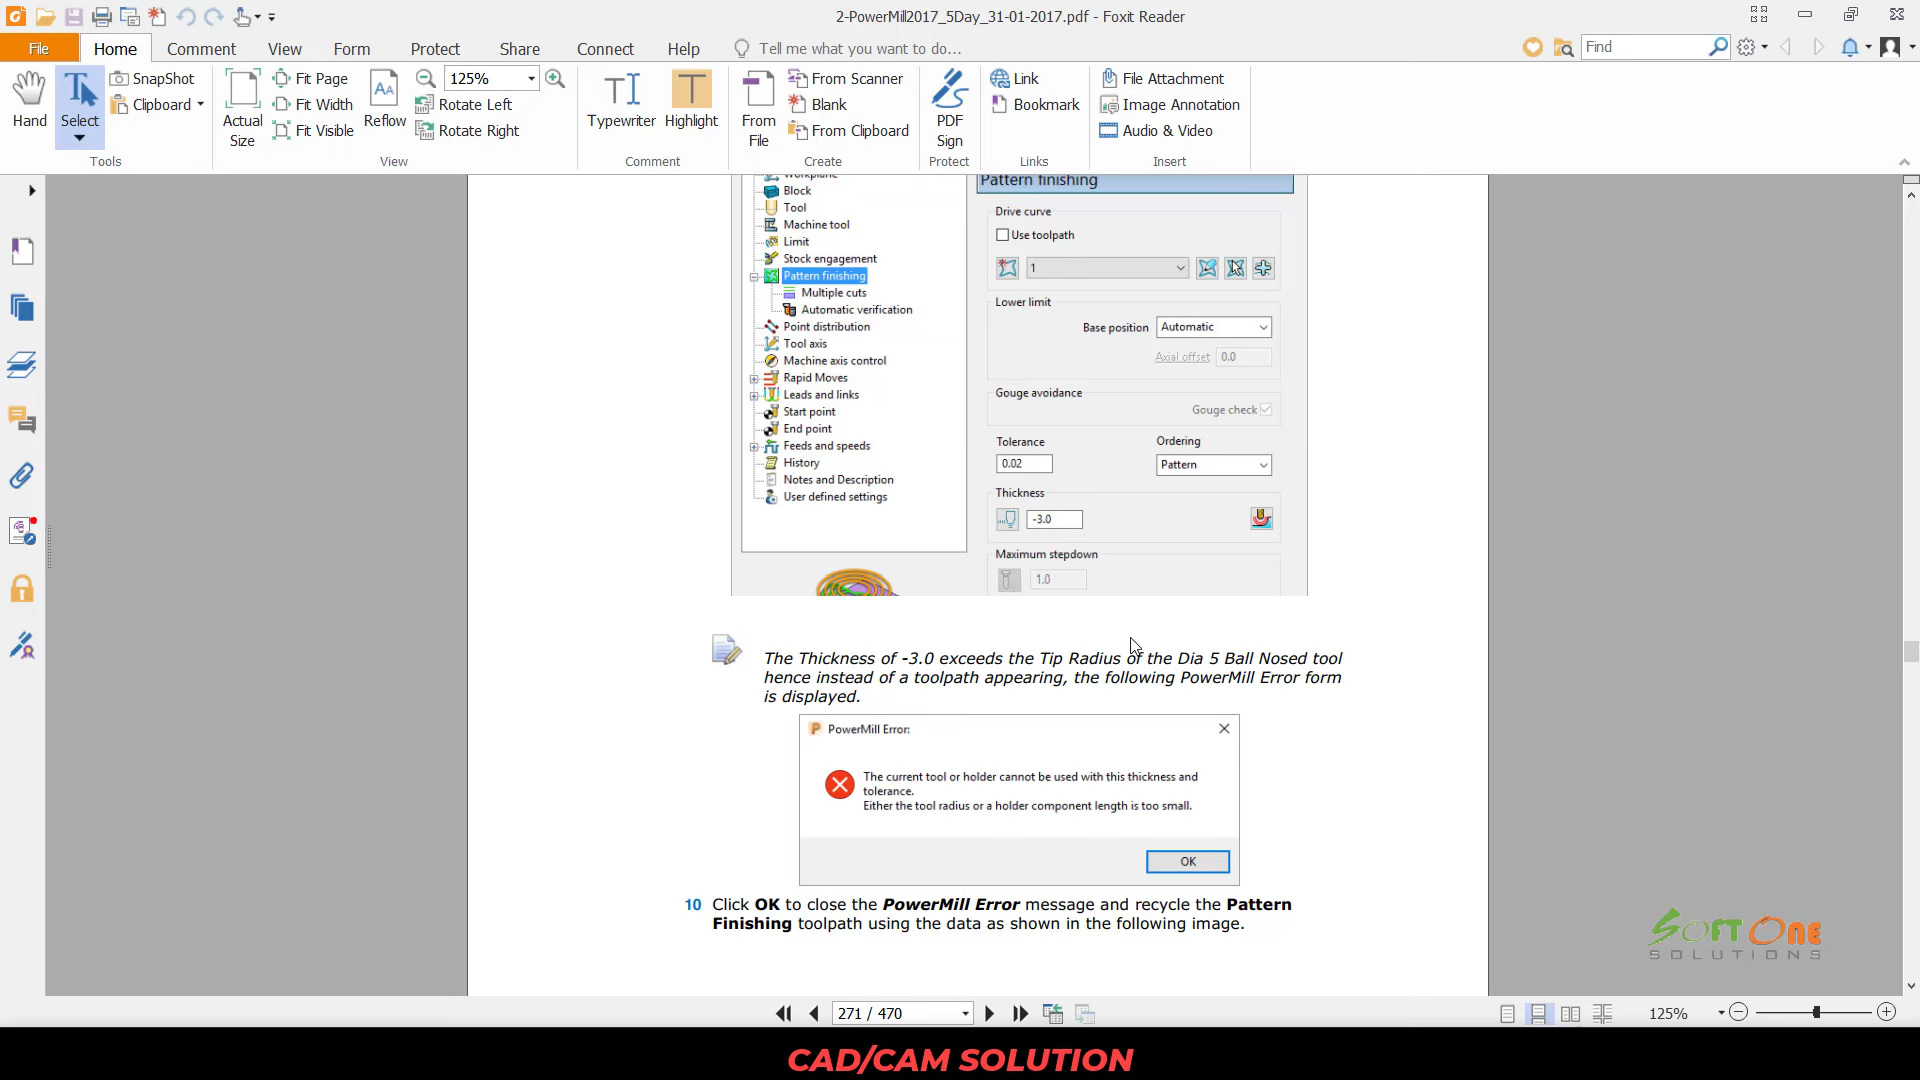 2-PowerMill2017_5Day_31-01-2017.pdf - Foxit Reader
File Home Comment View Form Protect Share Connect Help Tell me what you want to do... Find
Hand
Select
SnapShot
Clipboard
Tools
Actual Size
Fit Page
Fit Width
Fit Visible
Reflow
125%
Rotate Left
Rotate Right
View
Typewriter
Highlight
Comment
From File
From Scanner
Blank
From Clipboard
Create
PDF Sign
Protect
Link
Bookmark
Links
File Attachment
Image Annotation
Audio & Video
Insert
Workplane
Block
Tool
Machine tool
Limit
Stock engagement
Pattern finishing
Multiple cuts
Automatic verification
Point distribution
Tool axis
Machine axis control
Rapid Moves
Leads and links
Start point
End point
Feeds and speeds
History
Notes and Description
User defined settings
Pattern finishing
Drive curve
Use toolpath
1
Lower limit
Base position Automatic
Axial offset 0.0
Gouge avoidance
Gouge check
Tolerance
0.02
Ordering
Pattern
Thickness
-3.0
Maximum stepdown
1.0
The Thickness of -3.0 exceeds the Tip Radius of the Dia 5 Ball Nosed tool
hence instead of a toolpath appearing, the following PowerMill Error form
is displayed.
P PowerMill Error:
The current tool or holder cannot be used with this thickness and
tolerance.
Either the tool radius or a holder component length is too small.
OK
10 Click OK to close the PowerMill Error message and recycle the Pattern
Finishing toolpath using the data as shown in the following image.
SOFT ONE
SOLUTIONS
271 / 470
125%
CAD/CAM SOLUTION